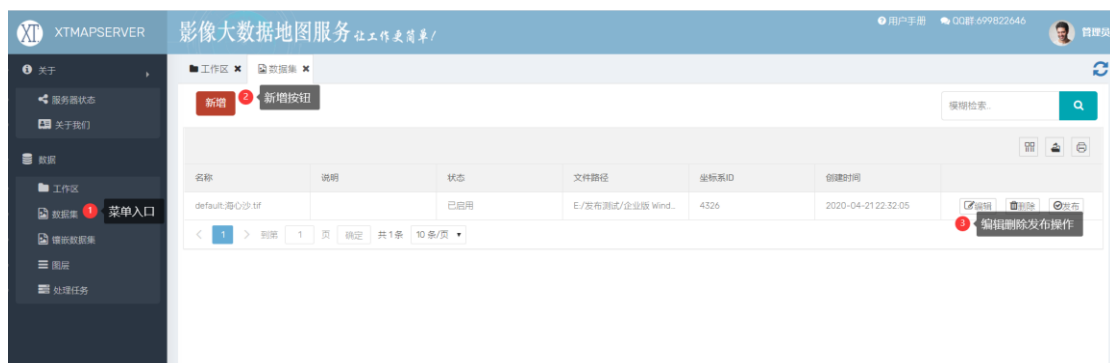 XT XTMAPSERVER 影像大数据地图服务 让工作更简单! 用户手册 QQ群:699822646 管理员
关于 工作区 数据集
服务器状态 新增 2 新增按钮 模糊检索..
关于我们
数据
名称 说明 状态 文件路径 坐标系ID 创建时间
工作区
数据集 1 菜单入口 default:海心沙.tif 已启用 E:/发布测试/企业版 Wind... 4326 2020-04-21 22:32:05 编辑 删除 发布
3 编辑删除发布操作
镶嵌数据集 1 到第 1 页 确定 共1条 10 条/页
图层
处理任务